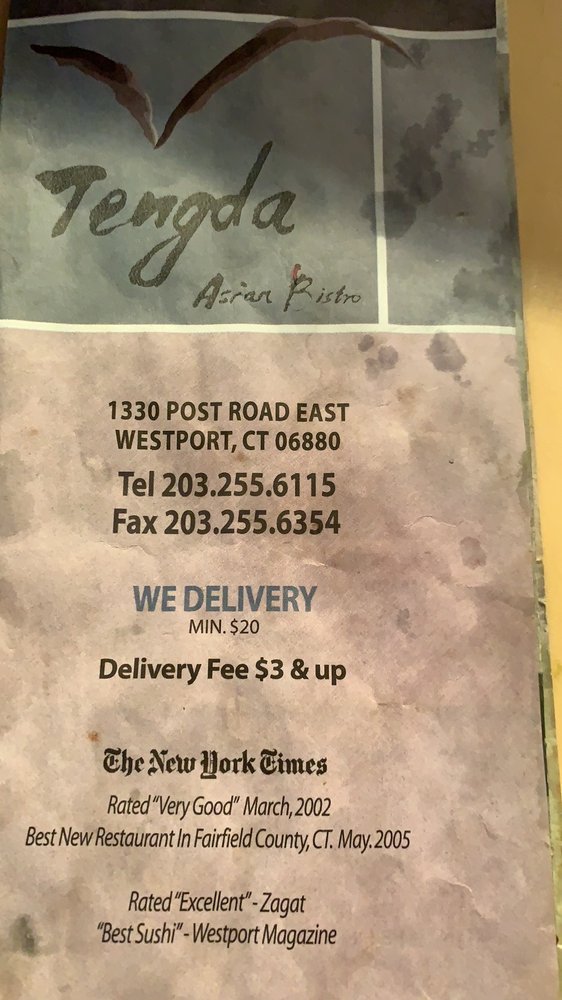 Tengda
Asian Bistro
1330 POST ROAD EAST
WESTPORT, CT 06880
Tel 203.255.6115
Fax 203.255.6354
WE DELIVERY
MIN. $20
Delivery Fee $3 & up
The New York Times
Rated "Very Good" March, 2002
Best New Restaurant In Fairfield County, CT. May. 2005
Rated "Excellent" - Zagat
"Best Sushi" - Westport Magazine